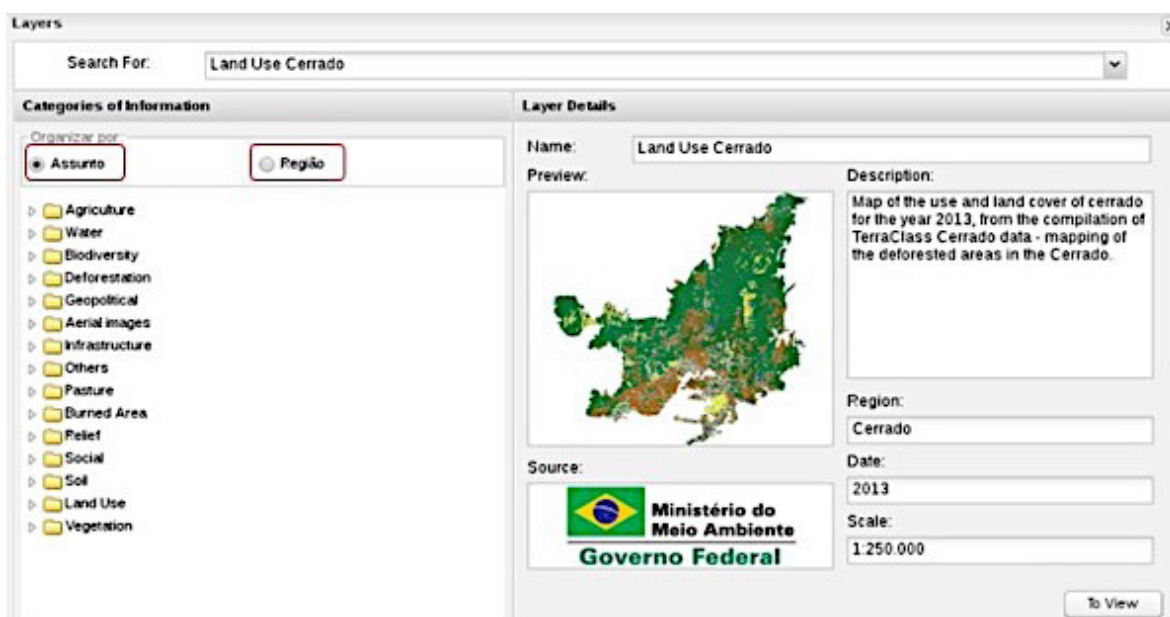 Layers
Search For:
Land Use Cerrado
Categories of Information
Organizar por:
Assunto
Região
Agriculture
Water
Biodiversity
Deforestation
Geopolitical
Aerial images
Infrastructure
Others
Pasture
Burned Area
Relief
Social
Soil
Land Use
Vegetation
Layer Details
Name:
Land Use Cerrado
Preview:
Description:
Map of the use and land cover of cerrado
for the year 2013, from the compilation of
TerraClass Cerrado data - mapping of
the deforested areas in the Cerrado.
Region:
Cerrado
Source:
Ministério do
Meio Ambiente
Governo Federal
Date:
2013
Scale:
1:250.000
To View